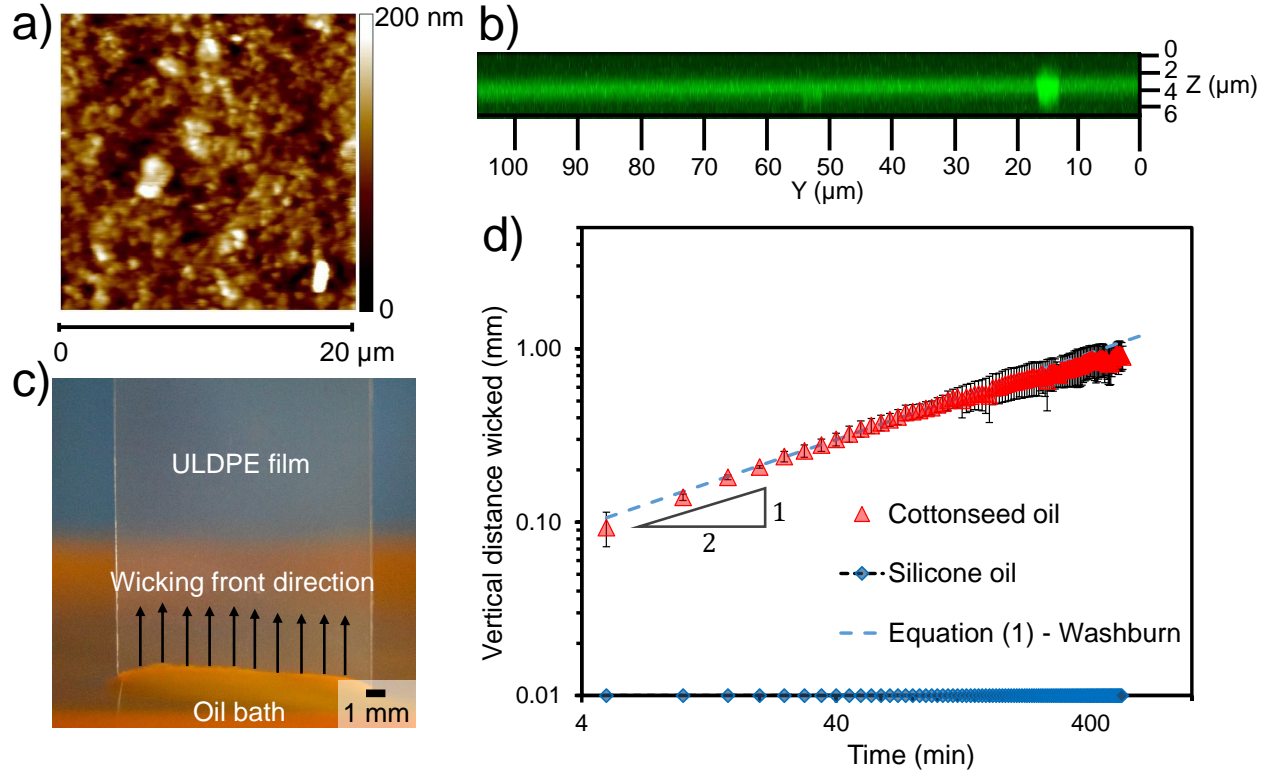 a)
200 nm
0
0
20 µm
b)
0
2
4
6
Z (µm)
100 90 80 70 60 50 40 30 20 10 0
Y (µm)
c)
ULDPE film
Wicking front direction
Oil bath
1 mm
d)
Vertical distance wicked (mm)
1.00
0.10
0.01
1
2
Cottonseed oil
Silicone oil
Equation (1) - Washburn
4 40 400
Time (min)